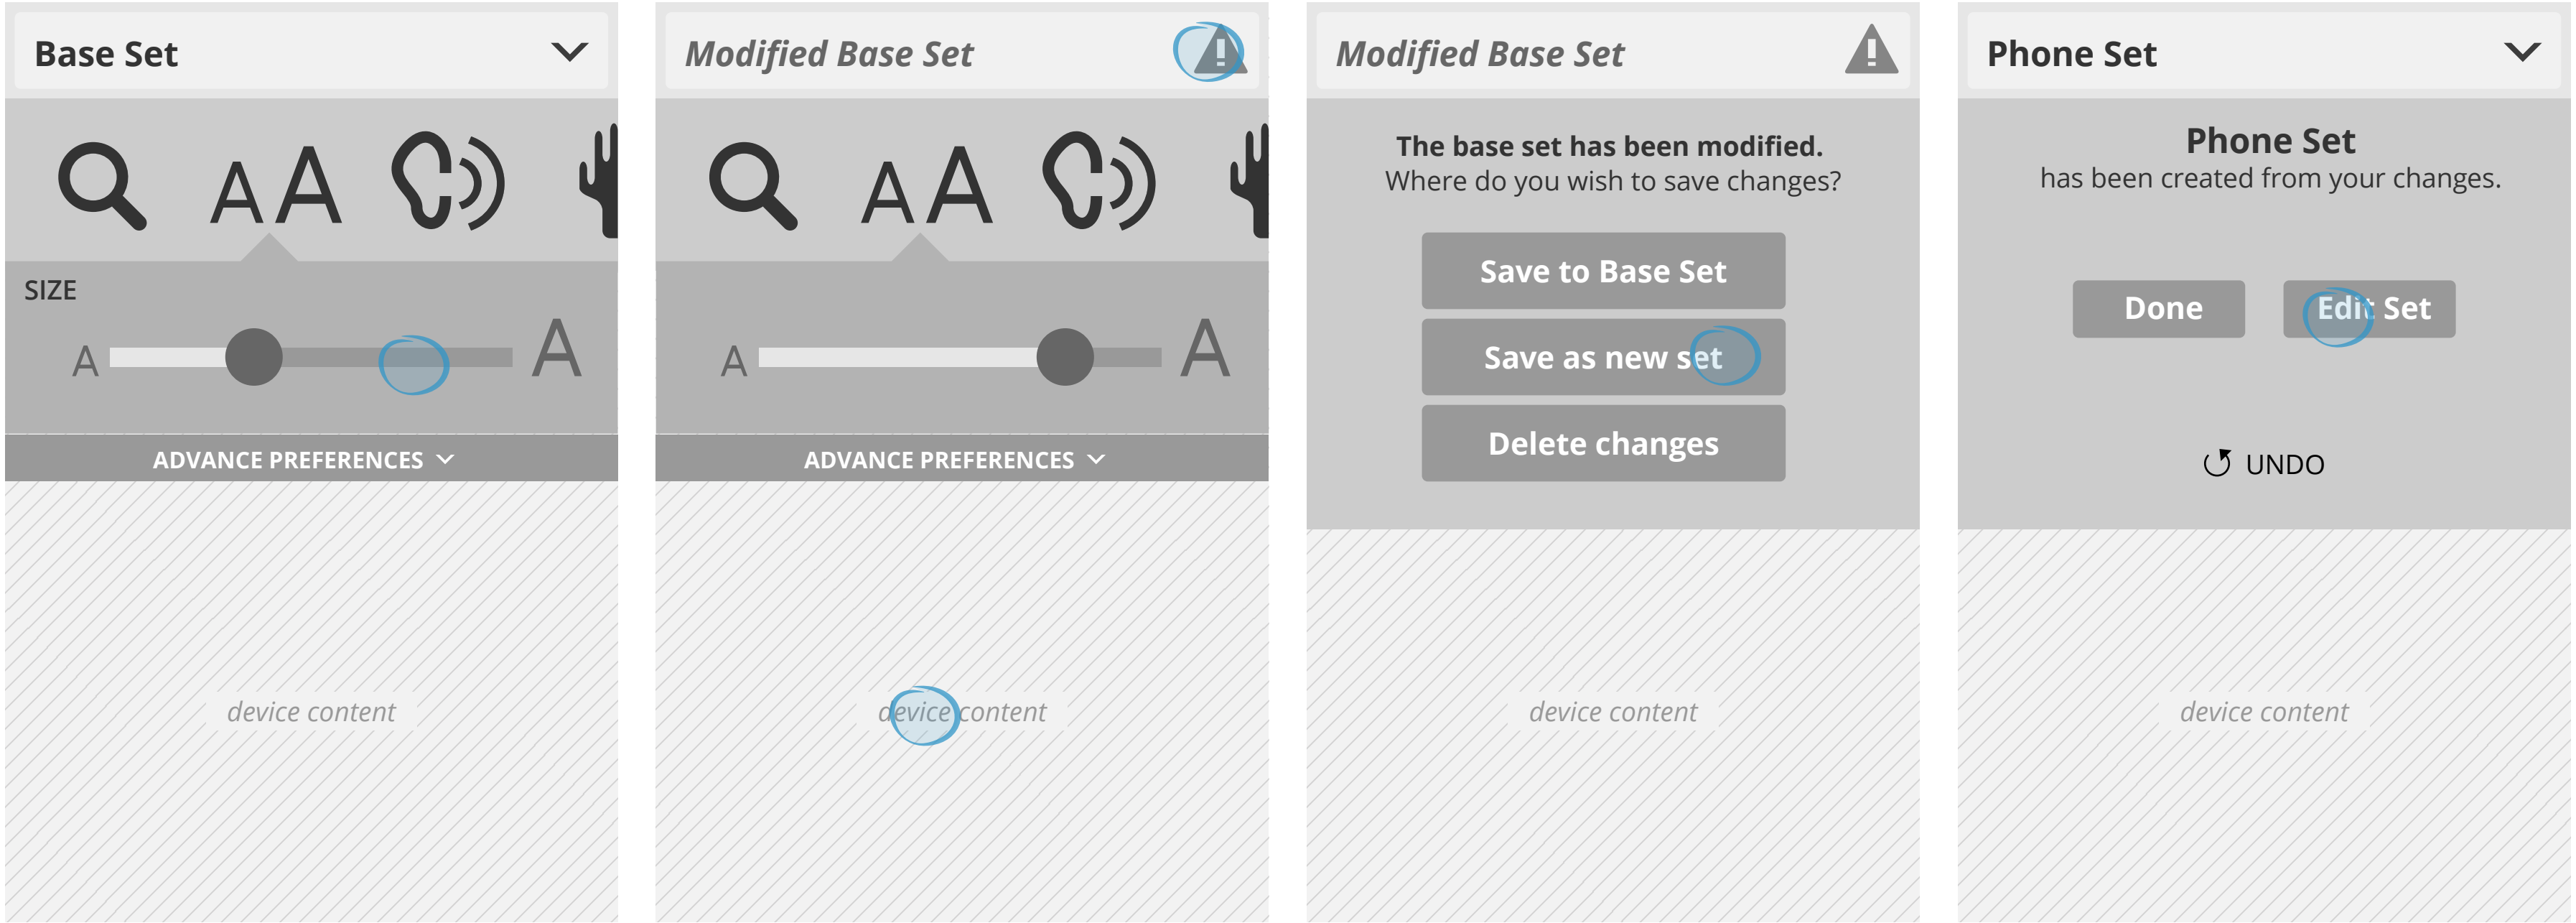 Base Set
A A
SIZE
A A
ADVANCE PREFERENCES
device content
Modified Base Set
!
A A
A A
ADVANCE PREFERENCES
device content
Modified Base Set
!
The base set has been modified.
Where do you wish to save changes?
Save to Base Set
Save as new set
Delete changes
device content
Phone Set
Phone Set
has been created from your changes.
Done
Edit Set
UNDO
device content